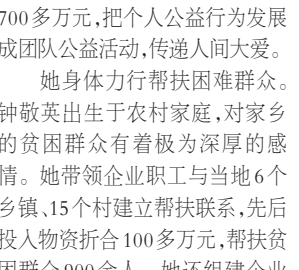 700多万元,把个人公益行为发展
成团队公益活动,传递人间大爱。
她身体力行帮扶困难群众。
钟敬英出生于农村家庭,对家乡
的贫困群众有着极为深厚的感
情。她带领企业职工与当地6个
乡镇、15个村建立帮扶联系,先后
投入物资折合100多万元,帮扶贫
困群众900余人。她还组建企业